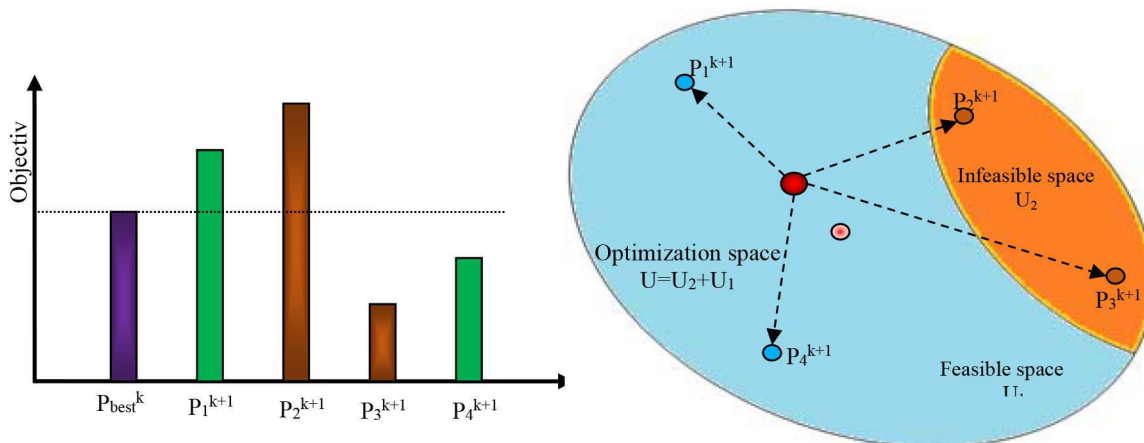 Objectiv
P_best^k P_1^k+1 P_2^k+1 P_3^k+1 P_4^k+1
P_1^k+1
P_2^k+1
Infeasible space
U_2
Optimization space
U=U_2+U_1
P_3^k+1
P_4^k+1
Feasible space